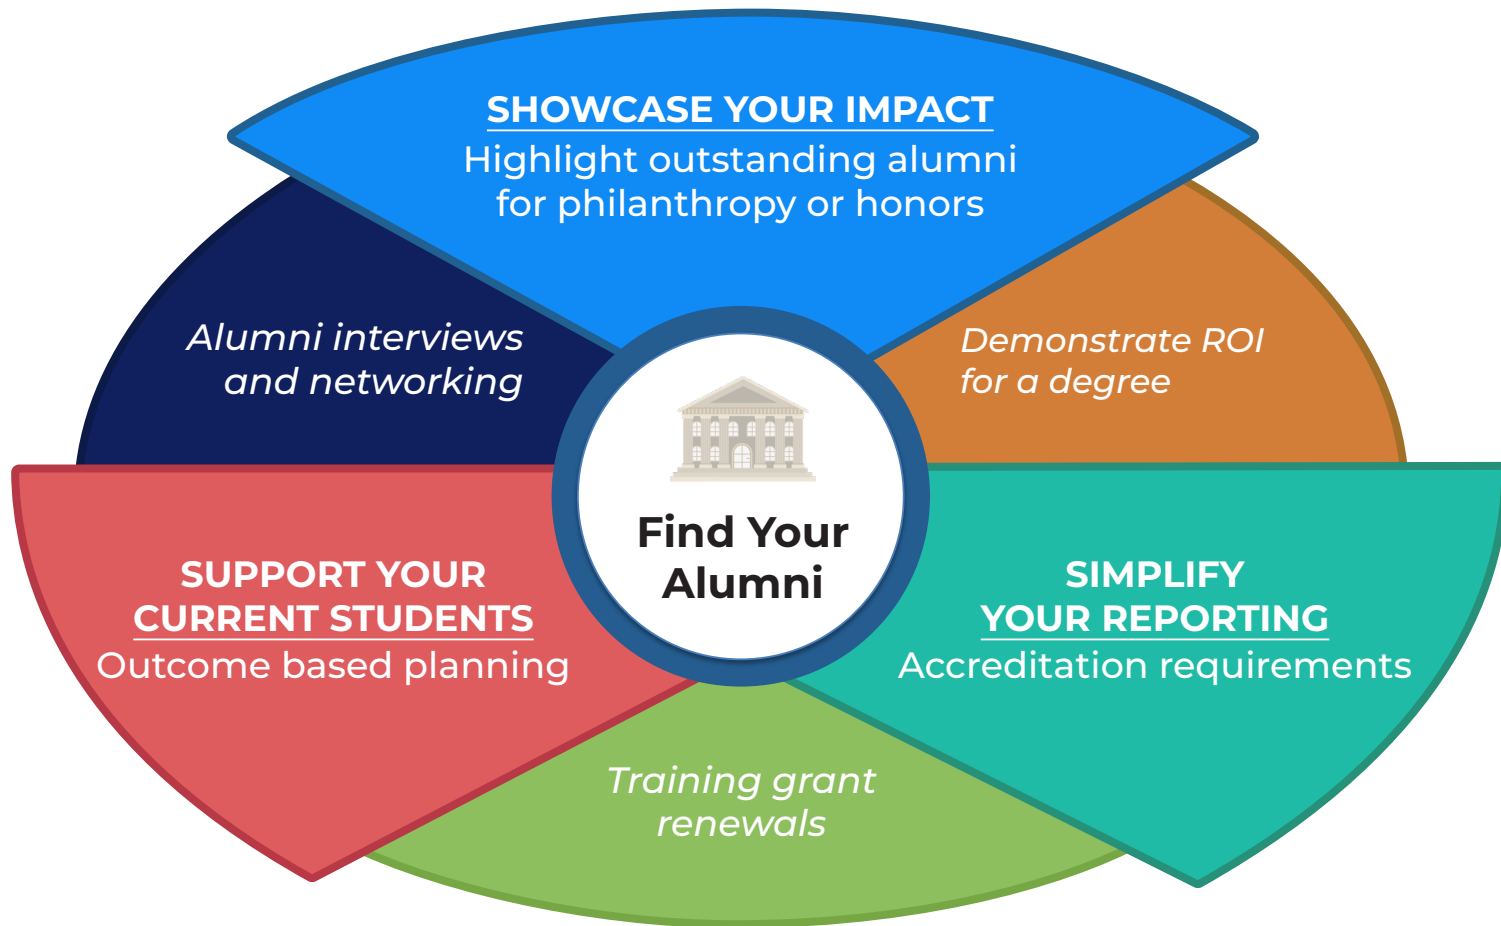 SHOWCASE YOUR IMPACT
Highlight outstanding alumni
for philanthropy or honors
Alumni interviews
and networking
Demonstrate ROI
for a degree
Find Your
Alumni
SUPPORT YOUR
CURRENT STUDENTS
Outcome based planning
SIMPLIFY
YOUR REPORTING
Accreditation requirements
Training grant
renewals